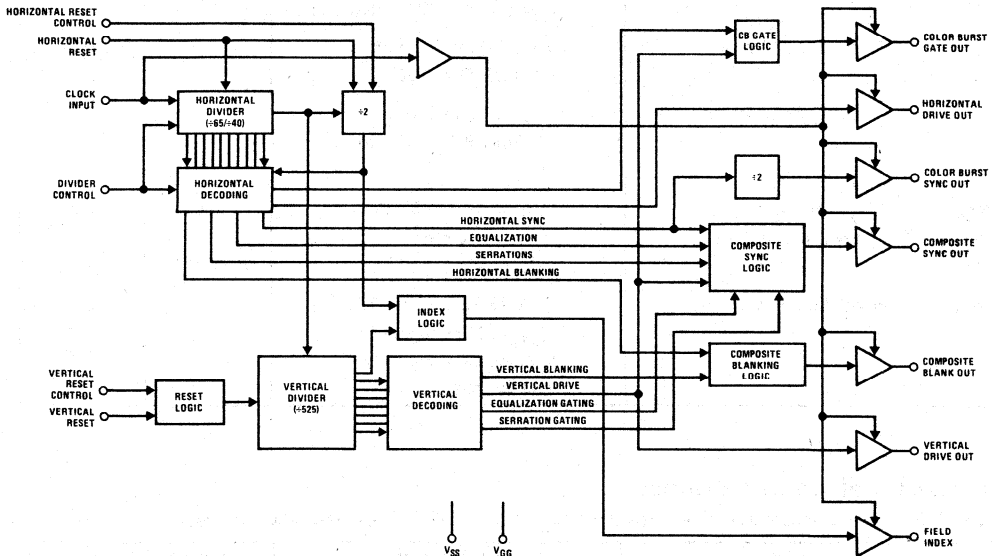 HORIZONTAL RESET
CONTROL
HORIZONTAL
RESET
CLOCK
INPUT
DIVIDER
CONTROL
HORIZONTAL
DIVIDER
(÷65/÷40)
÷2
HORIZONTAL
DECODING
CB GATE
LOGIC
÷2
HORIZONTAL SYNC
EQUALIZATION
SERRATIONS
HORIZONTAL BLANKING
COMPOSITE
SYNC
LOGIC
INDEX
LOGIC
VERTICAL
RESET
CONTROL
VERTICAL
RESET
RESET
LOGIC
VERTICAL
DIVIDER
(÷525)
VERTICAL
DECODING
VERTICAL BLANKING
VERTICAL DRIVE
EQUALIZATION GATING
SERRATION GATING
COMPOSITE
BLANKING
LOGIC
COLOR BURST
GATE OUT
HORIZONTAL
DRIVE OUT
COLOR BURST
SYNC OUT
COMPOSITE
SYNC OUT
COMPOSITE
BLANK OUT
VERTICAL
DRIVE OUT
FIELD
INDEX
VSS
VGG